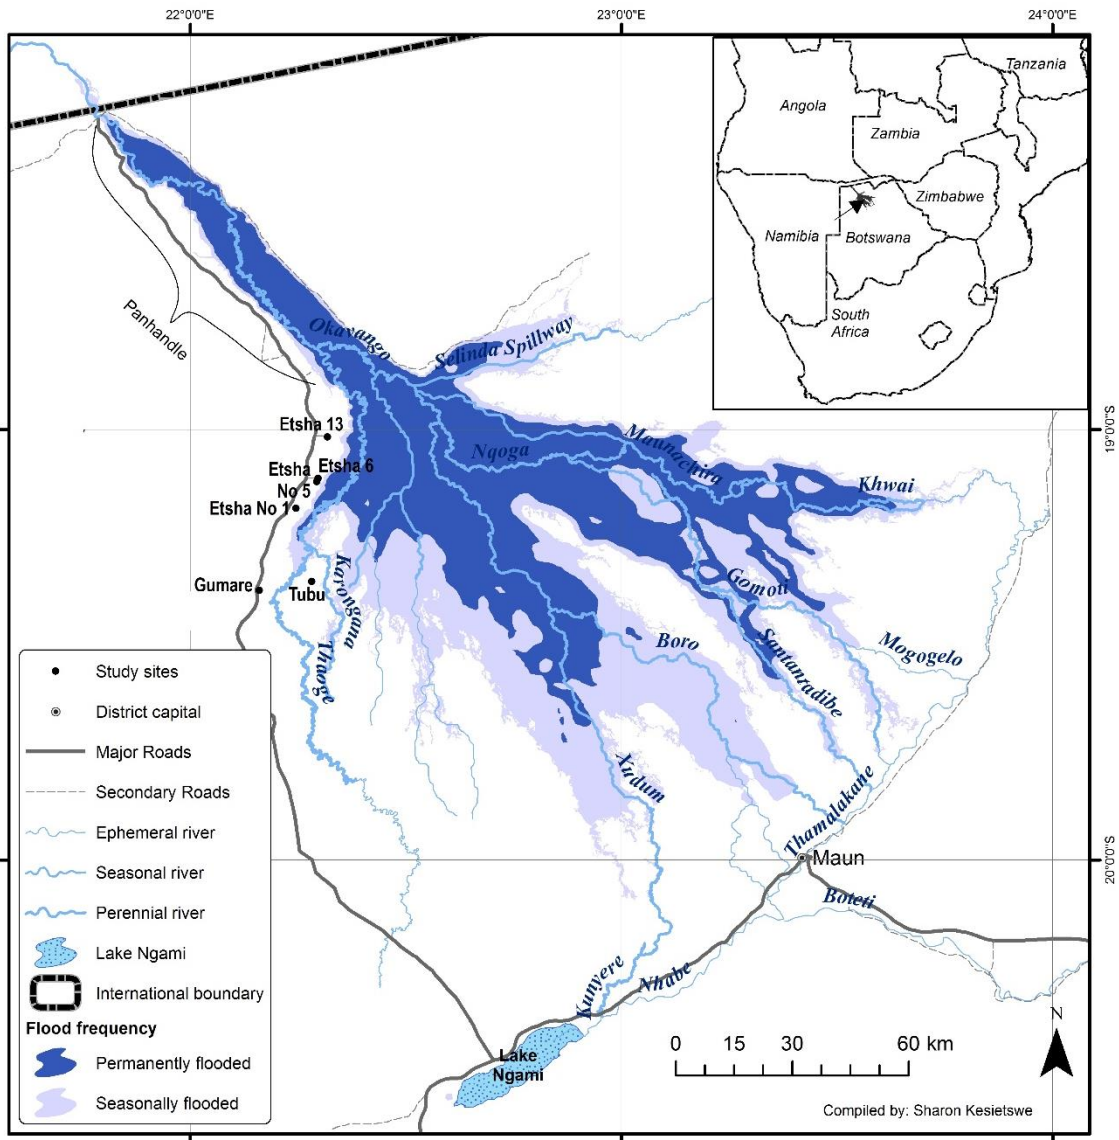 22°0'0"E
23°0'0"E
24°0'0"E
Tanzania
Angola
Zambia
Zimbabwe
Namibia
Botswana
South
Africa
Panhandle
Okavango
Selinda Spillway
19°0'0"S
Etsha 13
Maunachira
Nqoga
Etsha
No 5
Etsha 6
Khwai
Etsha No 1
Gumare
Tubu
Karongana
Thaoge
Gomoti
Boro
Santanradibe
Mogogelo
Xudum
Thamalakane
Maun
20°0'0"S
Boteti
Kunyere
Nhabe
Lake
Ngami
Study sites
District capital
Major Roads
Secondary Roads
Ephemeral river
Seasonal river
Perennial river
Lake Ngami
International boundary
Flood frequency
Permanently flooded
Seasonally flooded
0 15 30 60 km
N
Compiled by: Sharon Kesietswe